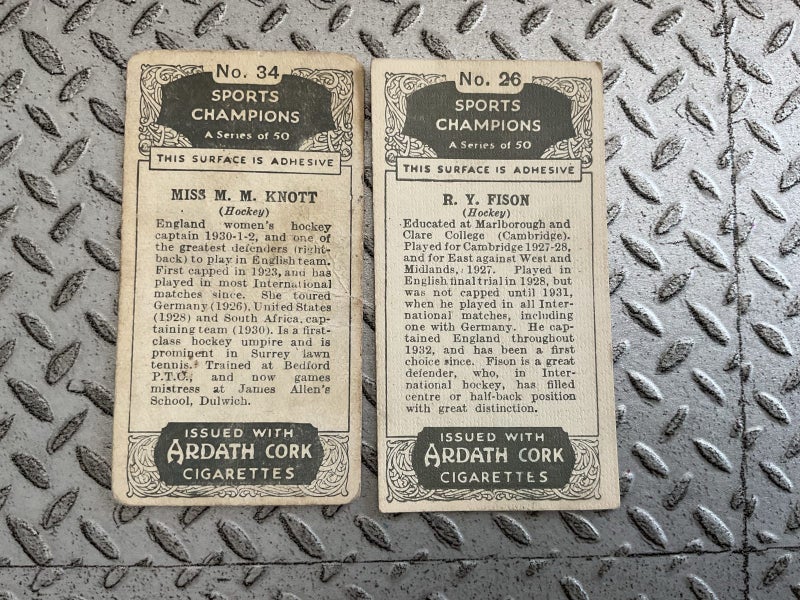 No. 34
SPORTS
CHAMPIONS
A Series of 50
THIS SURFACE IS ADHESIVE
MISS M. M. KNOTT
(Hockey)
England women's hockey
captain 1930-1-2, and one of
the greatest defenders (right-
back) to play in English team.
First capped in 1923, and has
played in most International
matches since. She toured
Germany (1926), United States
(1928) and South Africa, cap-
taining team (1930). Is a first-
class hockey umpire and is
prominent in Surrey lawn
tennis. Trained at Bedford
P.T.C., and now games
mistress at James Allen's
School, Dulwich.
ISSUED WITH
ARDATH CORK
CIGARETTES
No. 26
SPORTS
CHAMPIONS
A Series of 50
THIS SURFACE IS ADHESIVE
R. Y. FISON
(Hockey)
Educated at Marlborough and
Clare College (Cambridge).
Played for Cambridge 1927-28,
and for East against West and
Midlands, 1927. Played in
English final trial in 1928, but
was not capped until 1931,
when he played in all Inter-
national matches, including
one with Germany. He cap-
tained England throughout
1932, and has been a first
choice since. Fison is a great
defender, who, in Inter-
national hockey, has filled
centre or half-back position
with great distinction.
ISSUED WITH
ARDATH CORK
CIGARETTES